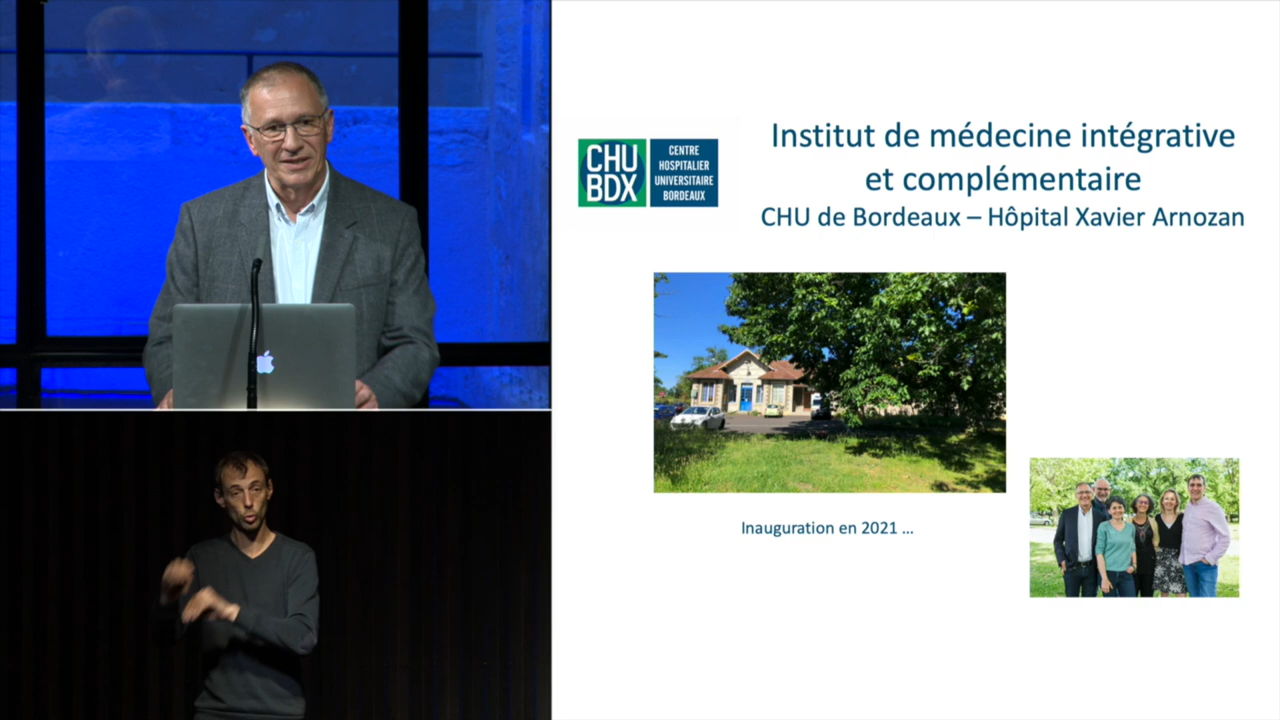 CHU
BDX
CENTRE
HOSPITALIER
UNIVERSITAIRE
BORDEAUX
Institut de médecine intégrative
et complémentaire
CHU de Bordeaux – Hôpital Xavier Arnozan
Inauguration en 2021 ...